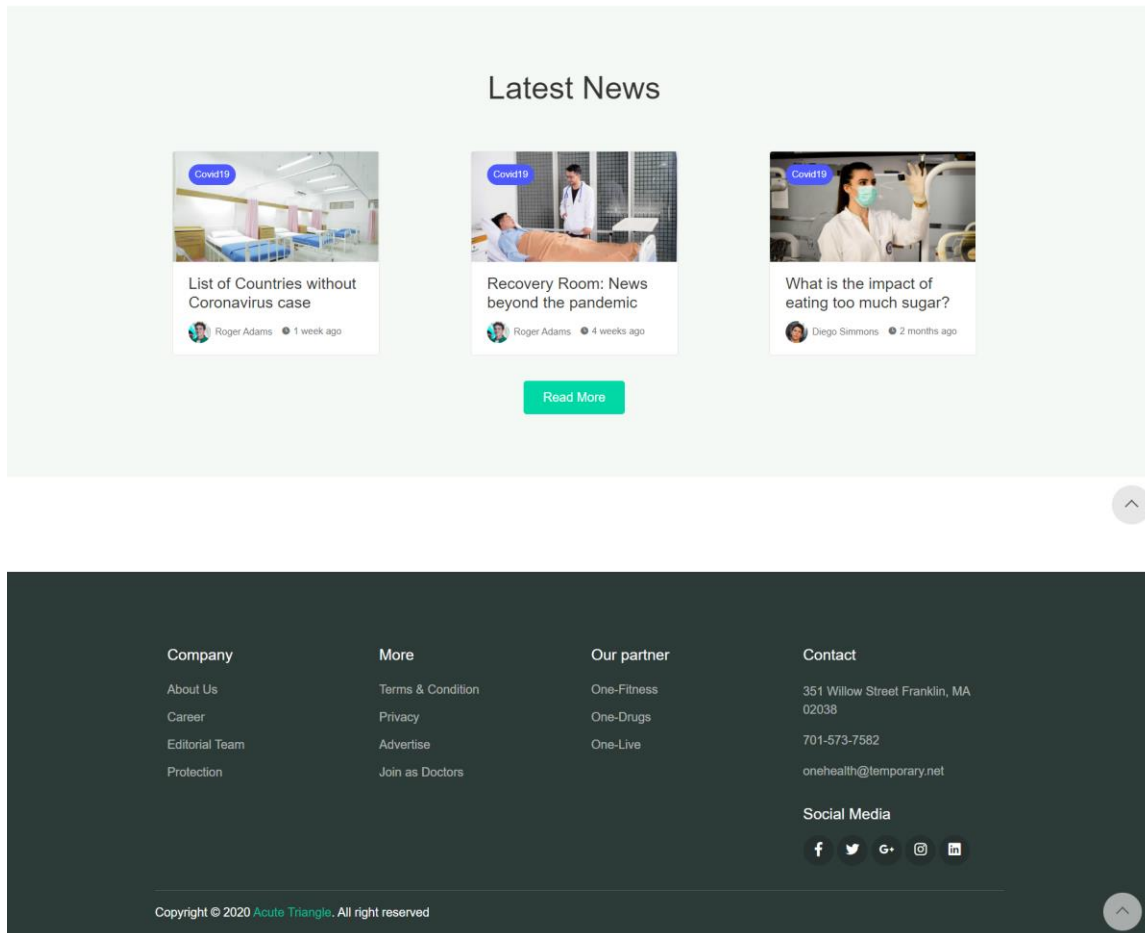 Latest News
Covid19
List of Countries without
Coronavirus case
Roger Adams 1 week ago
Covid19
Recovery Room: News
beyond the pandemic
Roger Adams 4 weeks ago
Covid19
What is the impact of
eating too much sugar?
Diego Simmons 2 months ago
Read More
Company
About Us
Career
Editorial Team
Protection
More
Terms & Condition
Privacy
Advertise
Join as Doctors
Our partner
One-Fitness
One-Drugs
One-Live
Contact
351 Willow Street Franklin, MA
02038
701-573-7582
onehealth@temporary.net
Social Media
Copyright © 2020 Acute Triangle. All right reserved